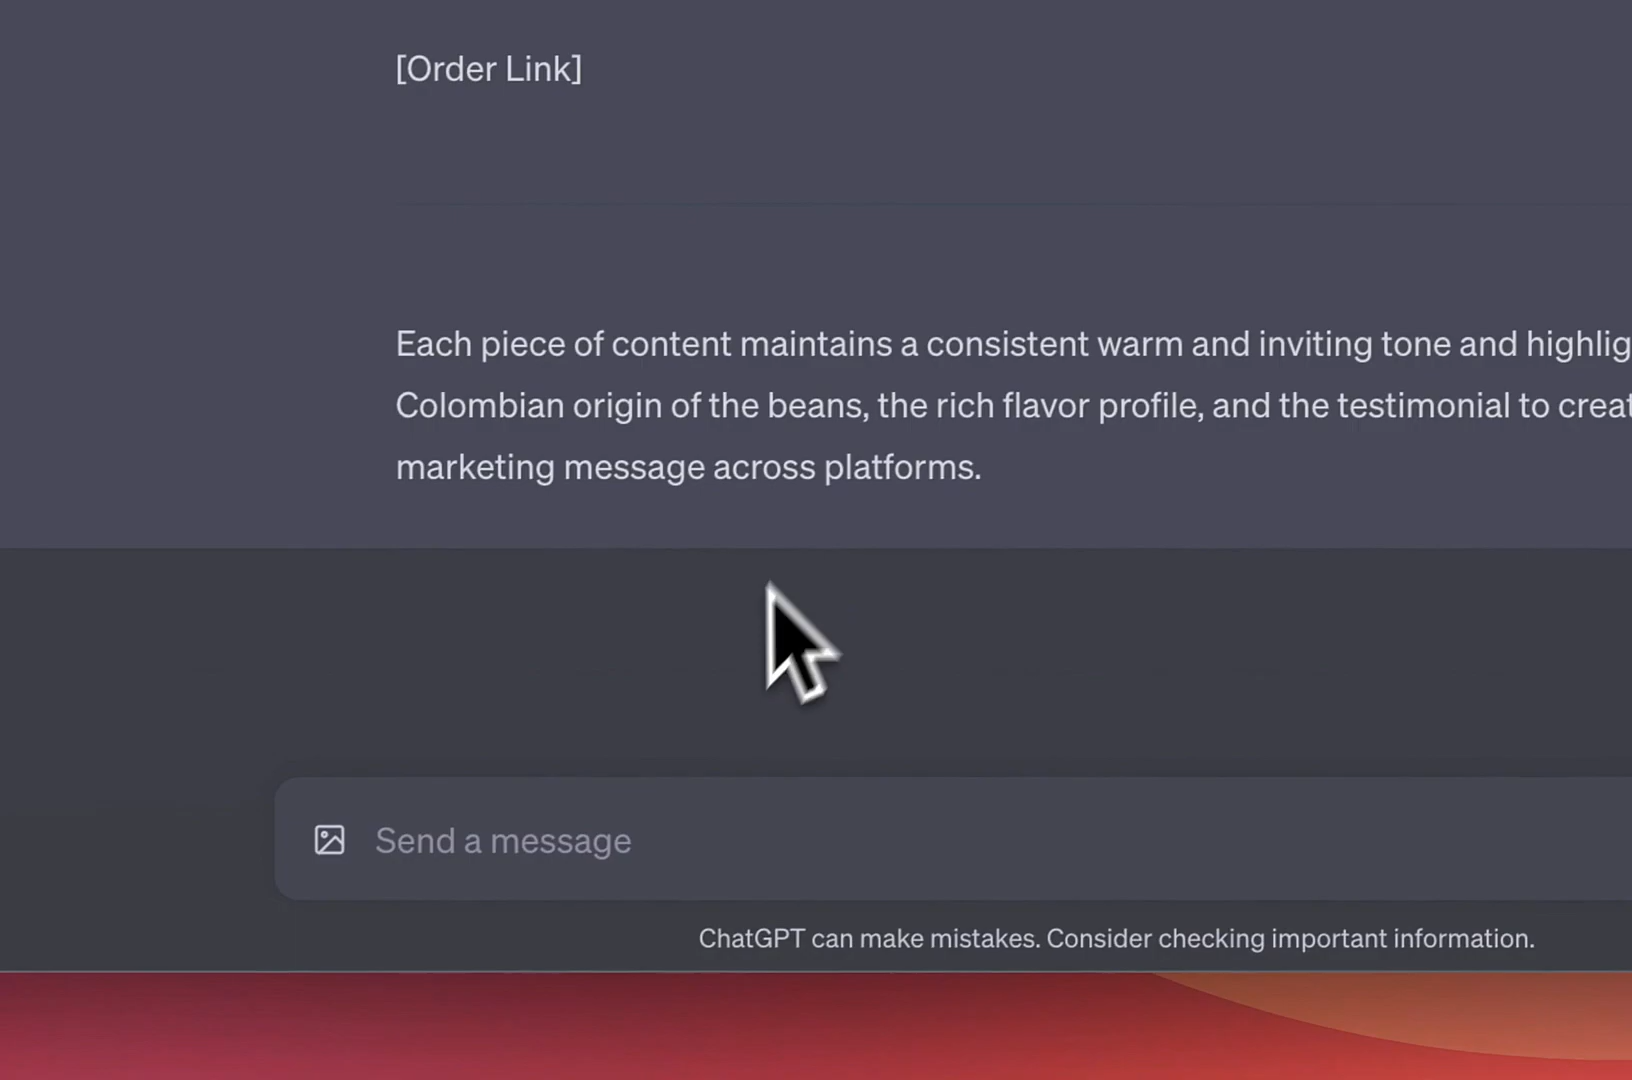 [Order Link]
Each piece of content maintains a consistent warm and inviting tone and
Colombian origin of the beans, the rich flavor profile, and the testimonial to
marketing message across platforms.
Send a message
ChatGPT can make mistakes. Consider checking important information.